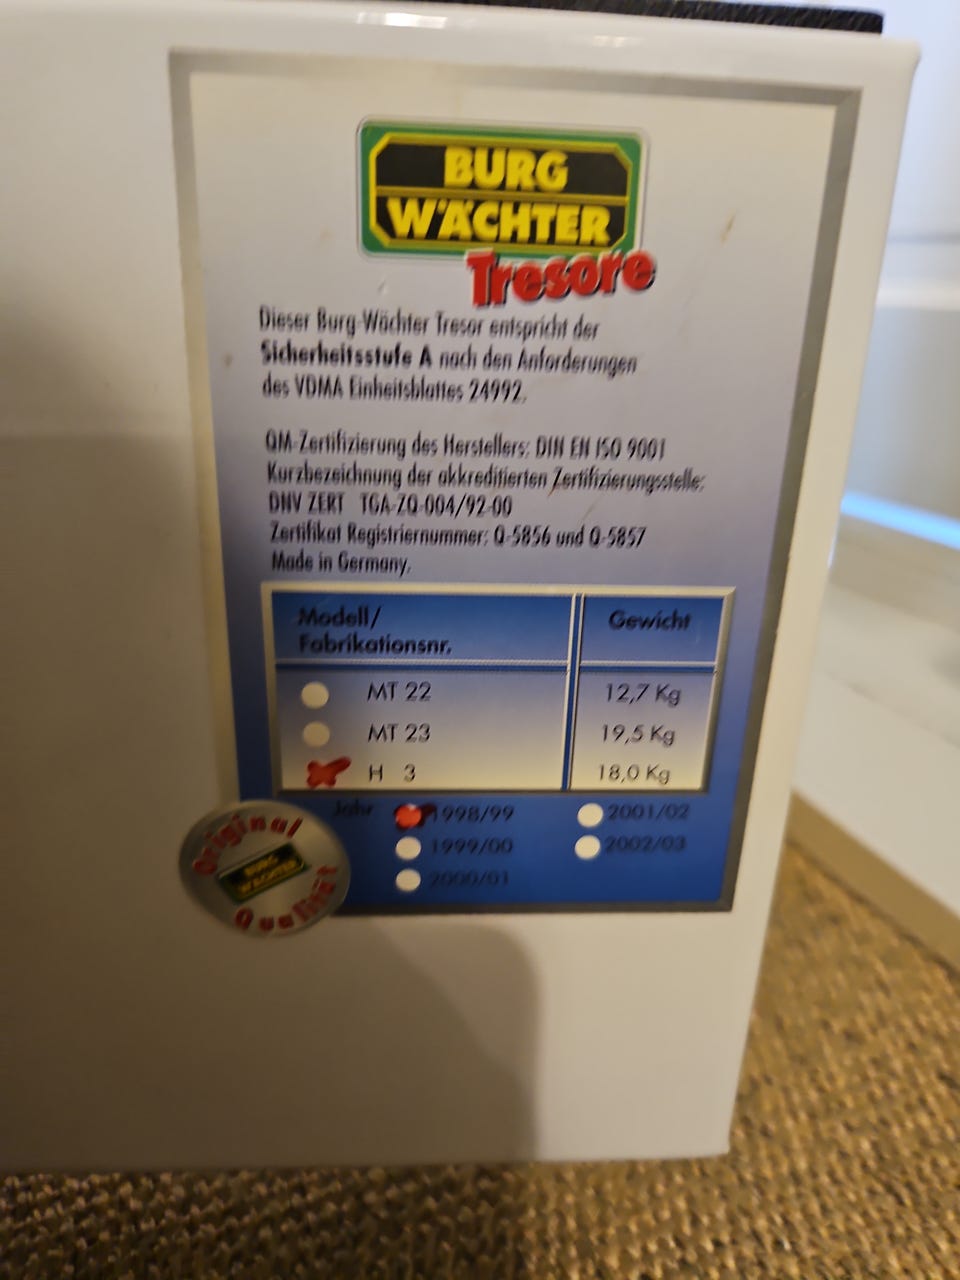 BURG
WÄCHTER
Tresore
Dieser Burg-Wächter Tresor entspricht der
Sicherheitsstufe A nach den Anforderungen
des VDMA Einheitsblattes 24992.
QM-Zertifizierung des Herstellers: DIN EN ISO 9001
Kurzbezeichnung der akkreditierten Zertifizierungsstelle:
DNV ZERT TGA-ZQ-004/92-00
Zertifikat Registriernummer: Q-5856 und Q-5857
Made in Germany.
Modell/ Gewicht
Fabrikationsnr.
MT 22 12,7 Kg
MT 23 19,5 Kg
H 3 18,0 Kg
Jahr 1998/99 2001/02
1999/00 2002/03
2000/01
Original
BURG
WÄCHTER
Qualität